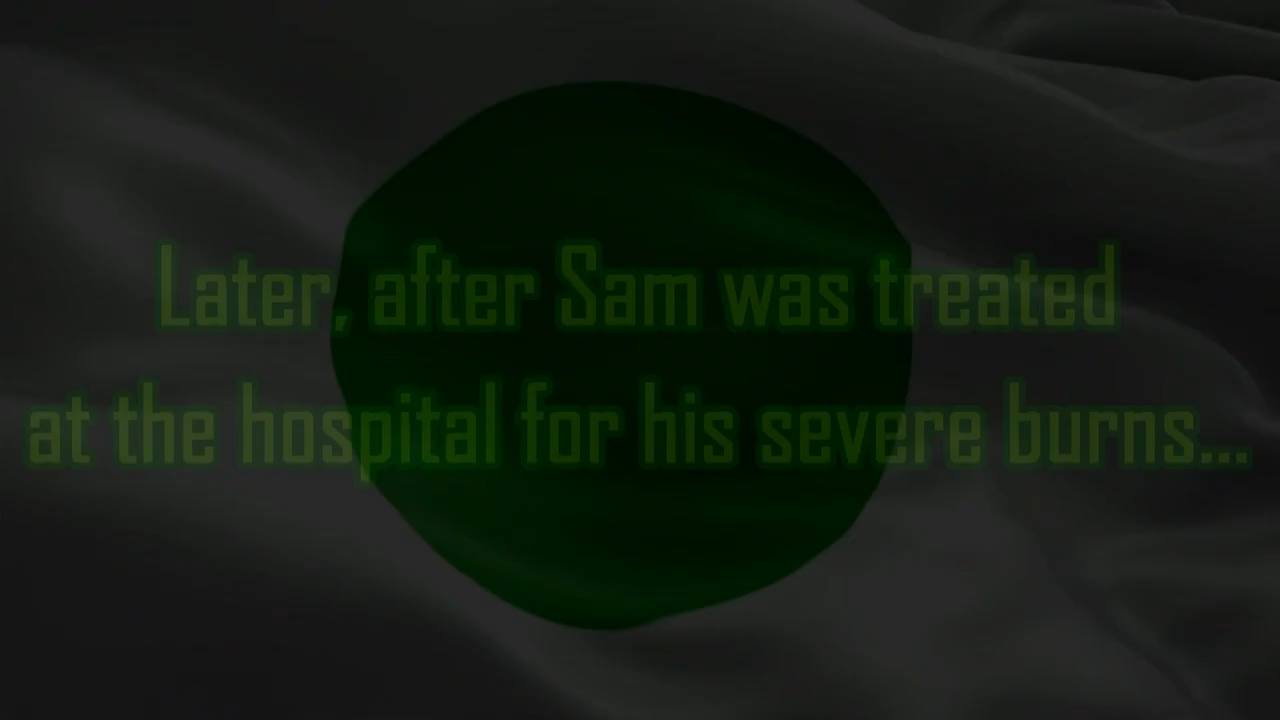 Later, after Sam was treated
at the hospital for his severe burns...